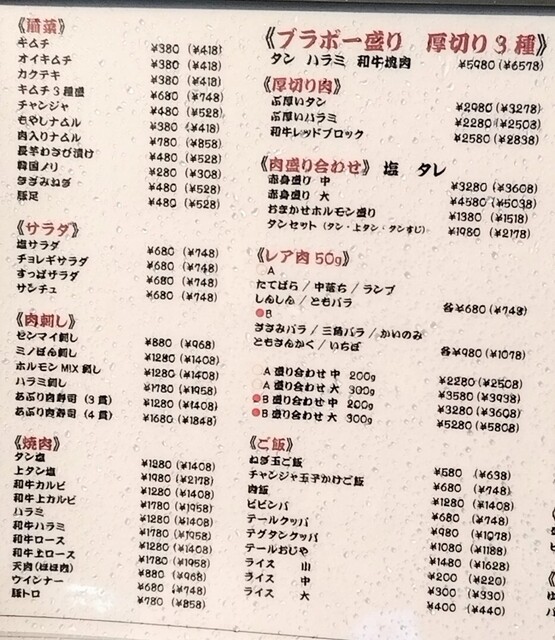 《前菜》
キムチ ¥380 (¥418)
オイキムチ ¥380 (¥418)
カクテキ ¥380 (¥418)
キムチ3種盛 ¥680 (¥748)
チャンジャ ¥480 (¥528)
もやしナムル ¥380 (¥418)
肉入りナムル ¥780 (¥858)
長芋わさび漬け ¥480 (¥528)
韓国ノリ ¥280 (¥308)
ささみねぎ ¥480 (¥528)
豚足 ¥480 (¥528)
《サラダ》
塩サラダ ¥680 (¥748)
チョレギサラダ ¥680 (¥748)
すっぱサラダ ¥680 (¥748)
サンチュ ¥680 (¥748)
《肉刺し》
センマイ刺し ¥880 (¥968)
ミノぽん刺し ¥1280 (¥1408)
ホルモンMIX刺し ¥1280 (¥1408)
ハラミ刺し ¥1780 (¥1958)
あぶり肉寿司 (3貫) ¥1280 (¥1408)
あぶり肉寿司 (4貫) ¥1680 (¥1848)
《焼肉》
タン塩 ¥1280 (¥1408)
上タン塩 ¥1980 (¥2178)
和牛カルビ ¥1280 (¥1408)
和牛上カルビ ¥1780 (¥1958)
ハラミ ¥1280 (¥1408)
和牛ハラミ ¥1780 (¥1958)
和牛ロース ¥1280 (¥1408)
和牛上ロース ¥1780 (¥1958)
天肉(ほほ肉) ¥880 (¥968)
ウインナー ¥680 (¥748)
豚トロ ¥780 (¥858)
《ブラボー盛り 厚切り3種》
タン ハラミ 和牛塊肉 ¥5980 (¥6578)
《厚切り肉》
ぶ厚いタン ¥2980 (¥3278)
ぶ厚いハラミ ¥2280 (¥2508)
和牛レッドブロック ¥2580 (¥2838)
《肉盛り合わせ》 塩 タレ
赤身盛り 中 ¥3280 (¥3608)
赤身盛り 大 ¥4580 (¥5038)
おまかせホルモン盛り ¥1380 (¥1518)
タンセット (タン・上タン・タンすじ) ¥1980 (¥2178)
《レア肉 50g》
A
たてばら / 中落ち / ランプ
しんしん / ともバラ 各¥680 (¥748)
B
ささみバラ / 三角バラ / かいのみ
ともさんかく / いちぼ 各¥980 (¥1078)
A 盛り合わせ 中 200g ¥2280 (¥2508)
A 盛り合わせ 大 300g ¥3580 (¥3938)
B 盛り合わせ 中 200g ¥3280 (¥3608)
B 盛り合わせ 大 300g ¥5280 (¥5808)
《ご飯》
ねぎ玉ご飯 ¥580 (¥638)
チャンジャ玉子かけご飯 ¥680 (¥748)
肉飯 ¥1280 (¥1408)
ビビンバ ¥680 (¥748)
テールクッパ ¥980 (¥1078)
テグタンクッパ ¥1080 (¥1188)
テールおじや ¥1480 (¥1628)
ライス 小 ¥200 (¥220)
ライス 中 ¥300 (¥330)
ライス 大 ¥400 (¥440)